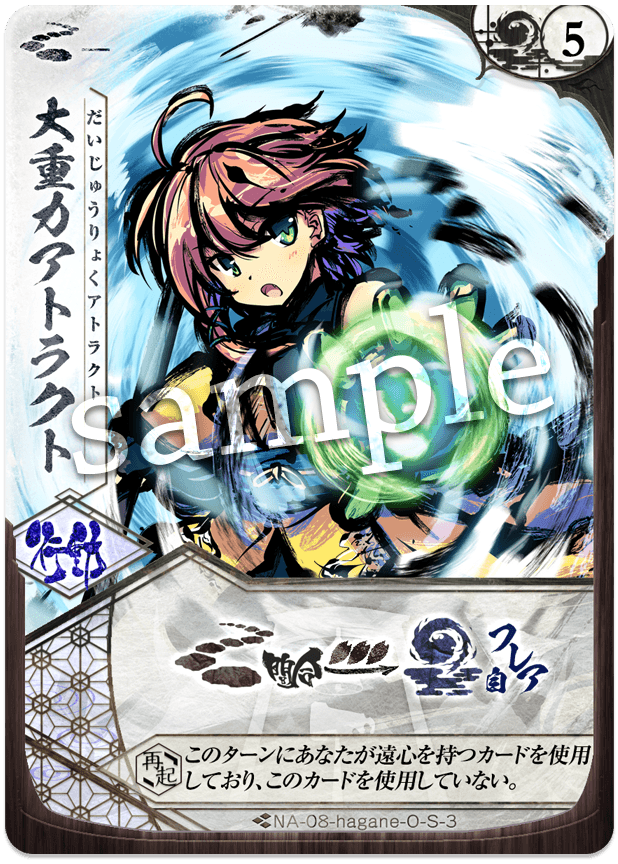 5
大重力アトラクト
だいじゅうりょくアトラクト
sample
行動
間合
自フレア
再起
このターンにあなたが遠心を持つカードを使用
しており、このカードを使用していない。
NA-08-hagane-O-S-3